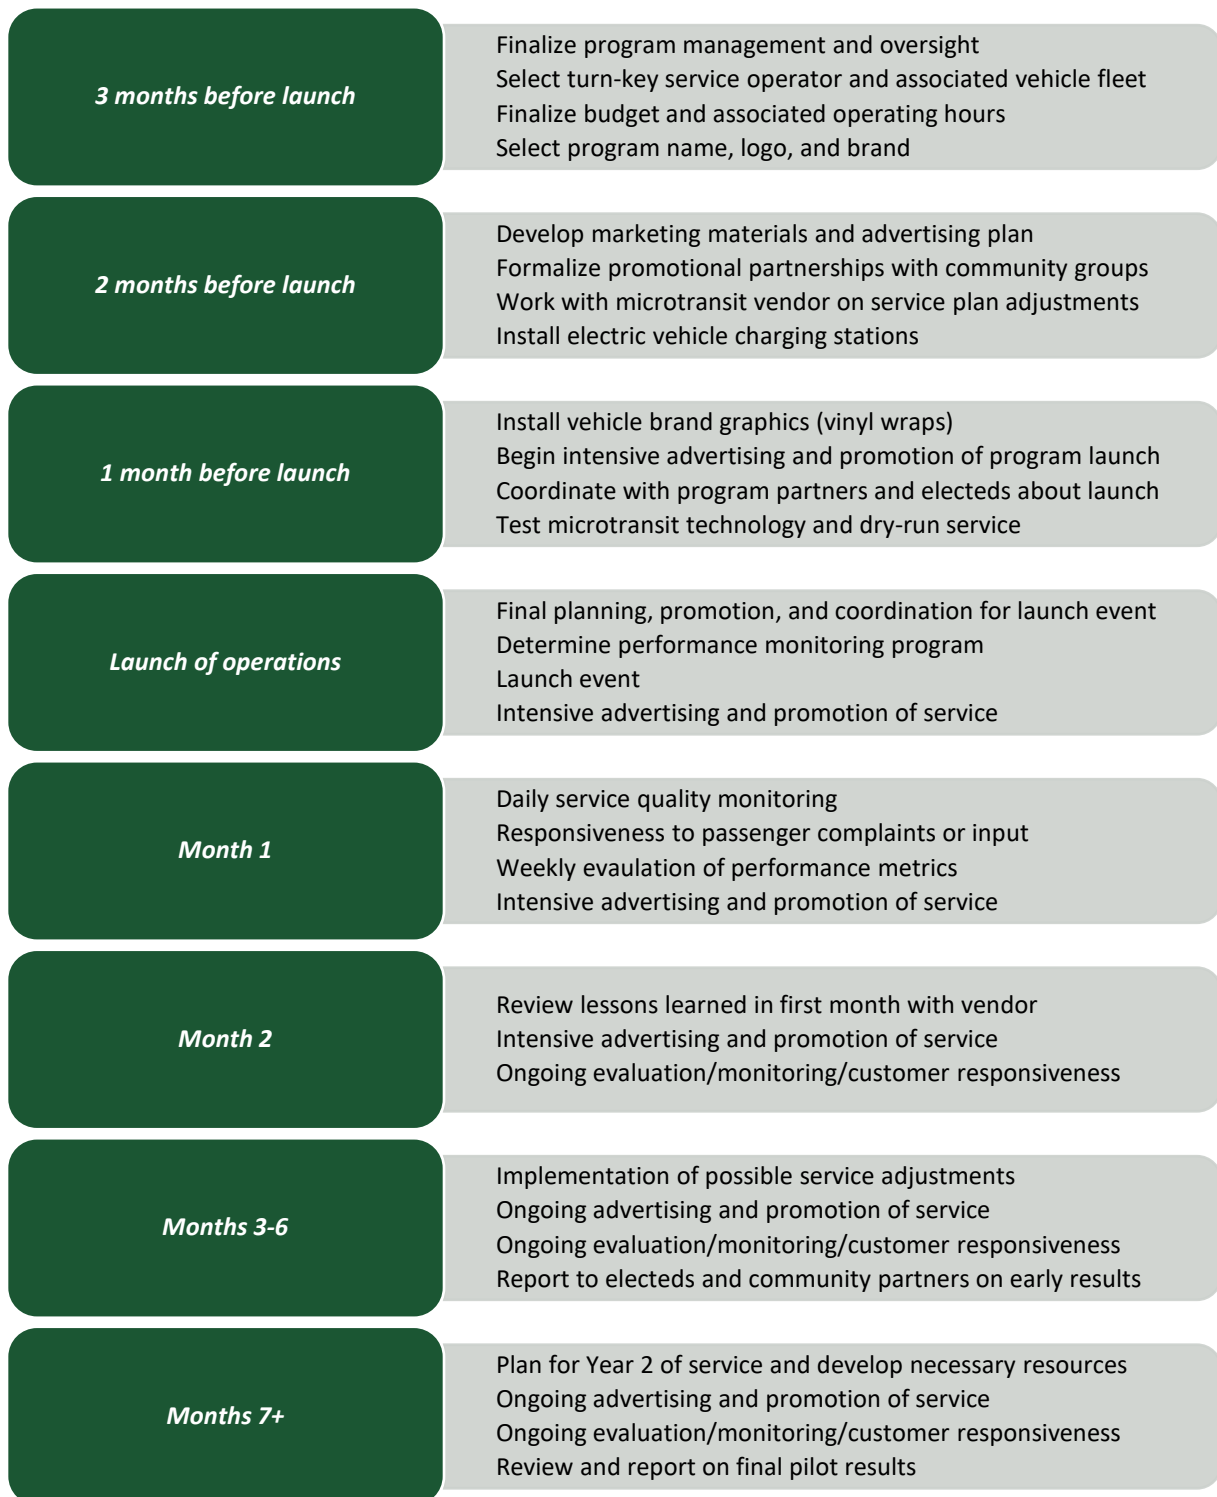 3 months before launch
Finalize program management and oversight
Select turn-key service operator and associated vehicle fleet
Finalize budget and associated operating hours
Select program name, logo, and brand
2 months before launch
Develop marketing materials and advertising plan
Formalize promotional partnerships with community groups
Work with microtransit vendor on service plan adjustments
Install electric vehicle charging stations
1 month before launch
Install vehicle brand graphics (vinyl wraps)
Begin intensive advertising and promotion of program launch
Coordinate with program partners and electeds about launch
Test microtransit technology and dry-run service
Launch of operations
Final planning, promotion, and coordination for launch event
Determine performance monitoring program
Launch event
Intensive advertising and promotion of service
Month 1
Daily service quality monitoring
Responsiveness to passenger complaints or input
Weekly evaulation of performance metrics
Intensive advertising and promotion of service
Month 2
Review lessons learned in first month with vendor
Intensive advertising and promotion of service
Ongoing evaluation/monitoring/customer responsiveness
Months 3-6
Implementation of possible service adjustments
Ongoing advertising and promotion of service
Ongoing evaluation/monitoring/customer responsiveness
Report to electeds and community partners on early results
Months 7+
Plan for Year 2 of service and develop necessary resources
Ongoing advertising and promotion of service
Ongoing evaluation/monitoring/customer responsiveness
Review and report on final pilot results